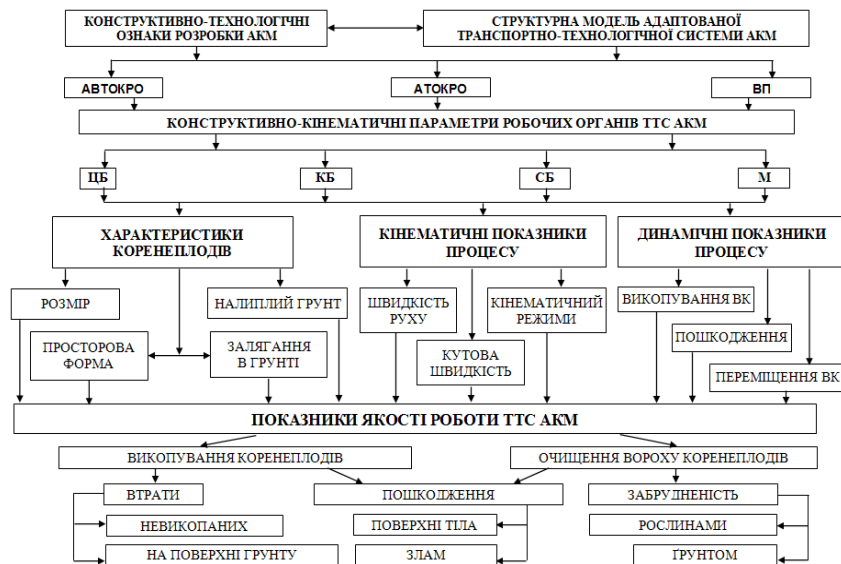 КОНСТРУКТИВНО-ТЕХНОЛОГІЧНІ
ОЗНАКИ РОЗРОБКИ АКМ
СТРУКТУРНА МОДЕЛЬ АДАПТОВАНОЇ
ТРАНСПОРТНО-ТЕХНОЛОГІЧНОЇ СИСТЕМИ АКМ
АВТОКРО
АТОКРО
ВП
КОНСТРУКТИВНО-КІНЕМАТИЧНІ ПАРАМЕТРИ РОБОЧИХ ОРГАНІВ ТТС АКМ
ЦБ
КБ
СБ
М
ХАРАКТЕРИСТИКИ
КОРЕНЕПЛОДІВ
КІНЕМАТИЧНІ ПОКАЗНИКИ
ПРОЦЕСУ
ДИНАМІЧНІ ПОКАЗНИКИ
ПРОЦЕСУ
РОЗМІР
НАЛИПЛИЙ ГРУНТ
ШВИДКІСТЬ
РУХУ
КІНЕМАТИЧНИЙ
РЕЖИМИ
ВИКОПУВАННЯ ВК
ПРОСТОРОВА
ФОРМА
ЗАЛЯГАННЯ
В ГРУНТІ
КУТОВА
ШВИДКІСТЬ
ПОШКОДЖЕННЯ
ПЕРЕМІЩЕННЯ ВК
ПОКАЗНИКИ ЯКОСТІ РОБОТИ ТТС АКМ
ВИКОПУВАННЯ КОРЕНЕПЛОДІВ
ОЧИЩЕННЯ ВОРОХУ КОРЕНЕПЛОДІВ
ВТРАТИ
ПОШКОДЖЕННЯ
ЗАБРУДНЕНІСТЬ
НЕВИКОПАНИХ
ПОВЕРХНІ ТІЛА
РОСЛИНАМИ
НА ПОВЕРХНІ ГРУНТУ
ЗЛАМ
ҐРУНТОМ